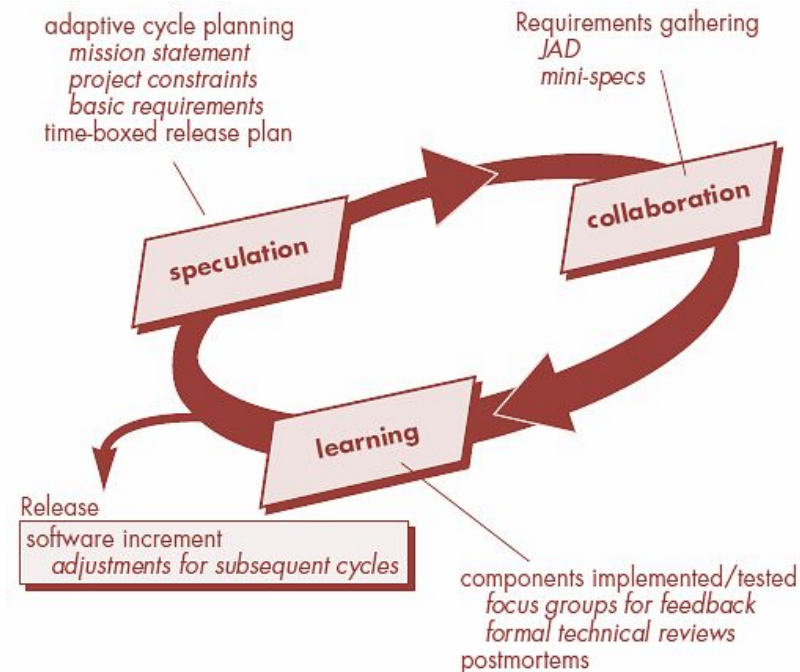 adaptive cycle planning
mission statement
project constraints
basic requirements
time-boxed release plan
Requirements gathering
JAD
mini-specs
speculation
collaboration
learning
Release
software increment
adjustments for subsequent cycles
components implemented/tested
focus groups for feedback
formal technical reviews
postmortems